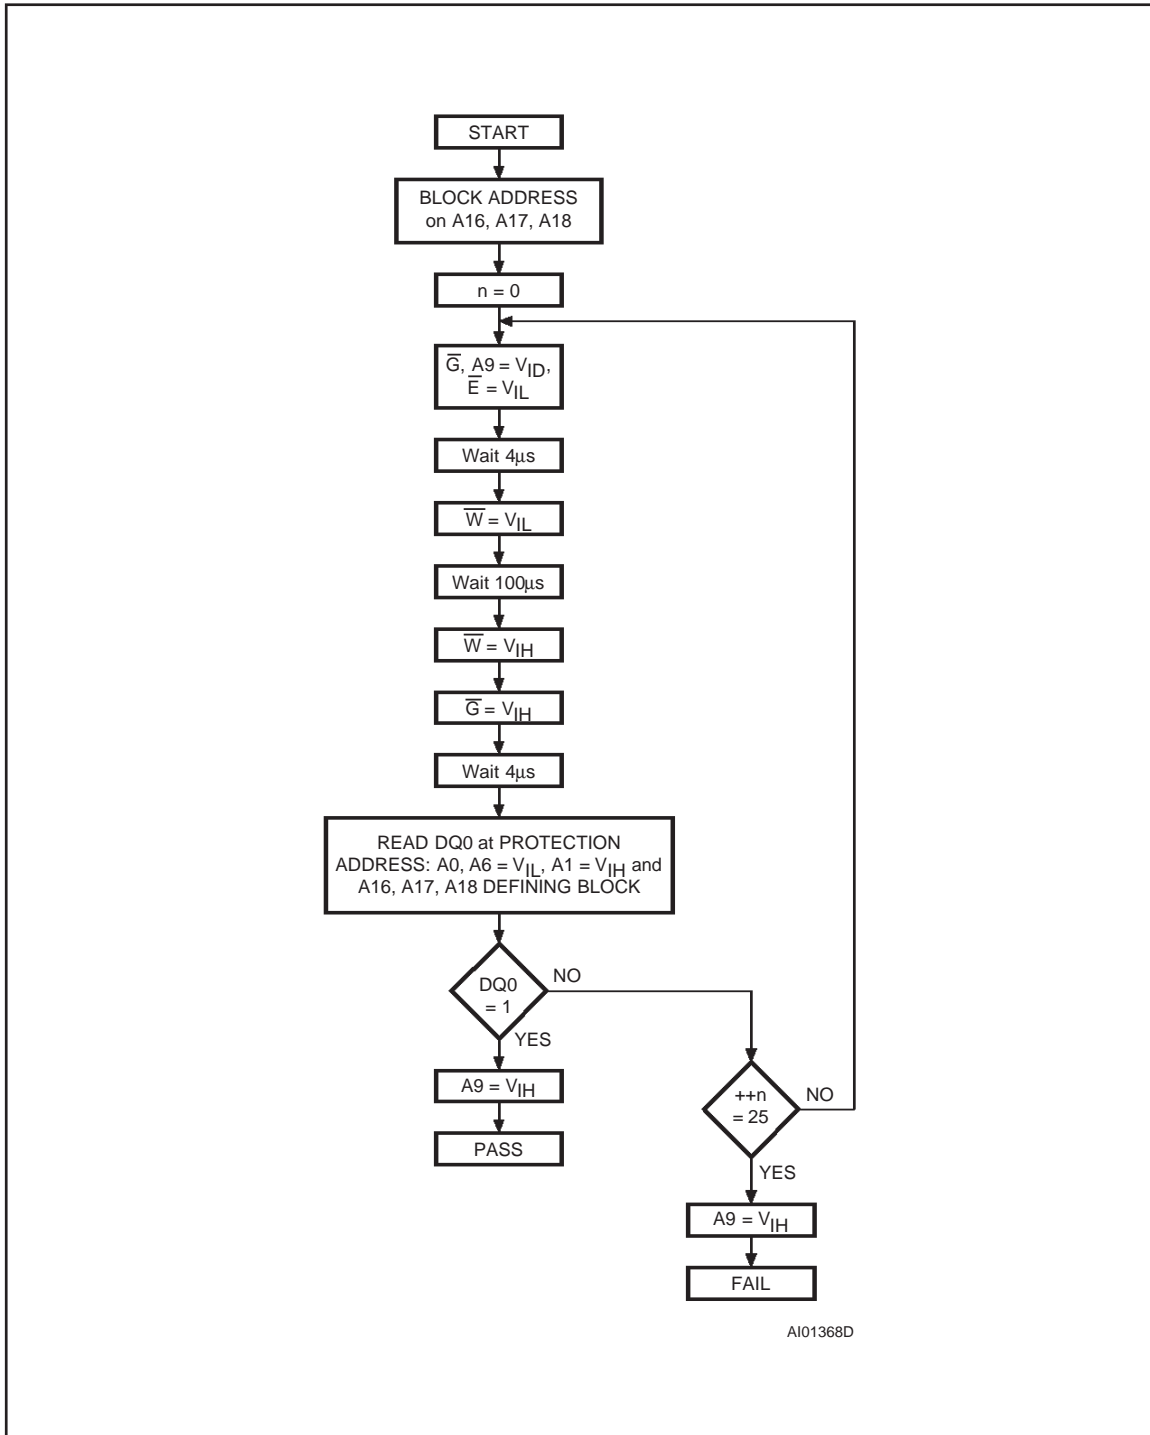 START
BLOCK ADDRESS
on A16, A17, A18
n = 0
G̅, A9 = VID,
E̅ = VIL
Wait 4µs
W̅ = VIL
Wait 100µs
W̅ = VIH
G̅ = VIH
Wait 4µs
READ DQ0 at PROTECTION
ADDRESS: A0, A6 = VIL, A1 = VIH and
A16, A17, A18 DEFINING BLOCK
DQ0
= 1
NO
YES
A9 = VIH
PASS
++n
= 25
NO
YES
A9 = VIH
FAIL
AI01368D